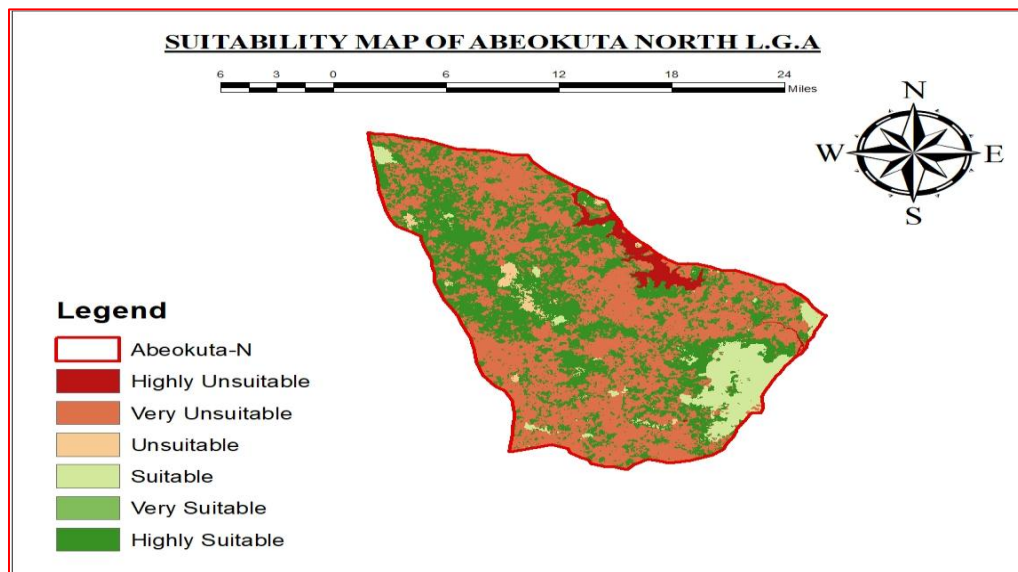 SUITABILITY MAP OF ABEOKUTA NORTH L.G.A
6 3 0 6 12 18 24
Miles
N
W E
S
Legend
Abeokuta-N
Highly Unsuitable
Very Unsuitable
Unsuitable
Suitable
Very Suitable
Highly Suitable